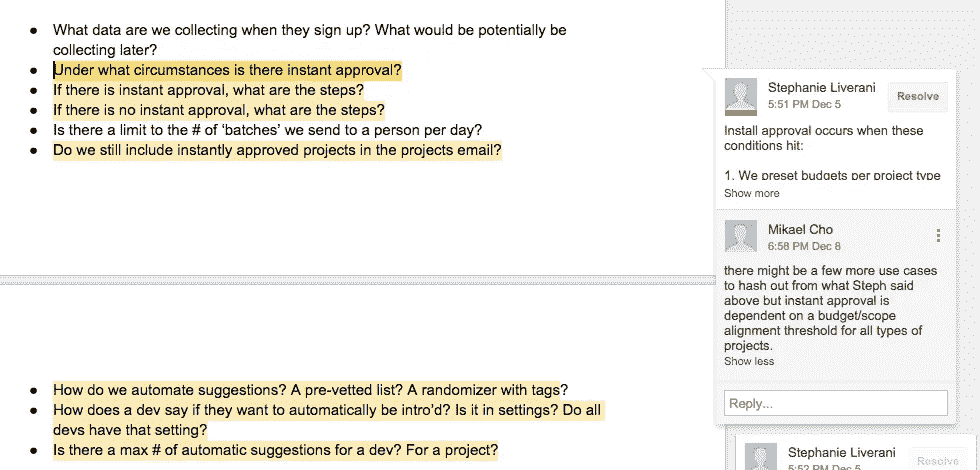 What data are we collecting when they sign up? What would be potentially be
collecting later?
Under what circumstances is there instant approval?
If there is instant approval, what are the steps?
If there is no instant approval, what are the steps?
Is there a limit to the # of 'batches' we send to a person per day?
Do we still include instantly approved projects in the projects email?
How do we automate suggestions? A pre-vetted list? A randomizer with tags?
How does a dev say if they want to automatically be intro'd? Is it in settings? Do all
devs have that setting?
Is there a max # of automatic suggestions for a dev? For a project?
Stephanie Liverani
5:51 PM Dec 5
Resolve
Install approval occurs when these
conditions hit:
1. We preset budgets per project type
Show more
Mikael Cho
6:58 PM Dec 8
there might be a few more use cases
to hash out from what Steph said
above but instant approval is
dependent on a budget/scope
alignment threshold for all types of
projects.
Show less
Reply...
Stephanie Liverani
5:52 PM Dec 5
Resolve